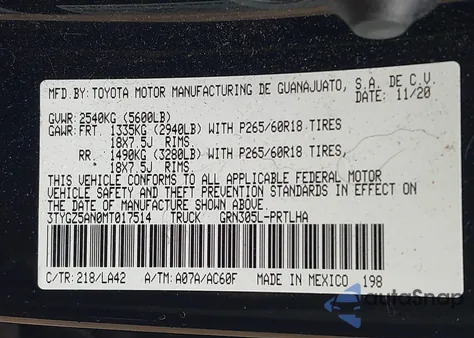 MFD. BY: TOYOTA MOTOR MANUFACTURING DE GUANAJUATO, S.A. DE C.V.
DATE: 11/20
GVWR: 2540KG (5600LB)
GAWR: FRT. 1335KG (2940LB) WITH P265/60R18 TIRES
18X7.5J RIMS.
RR. 1490KG (3280LB) WITH P265/60R18 TIRES,
18X7.5J RIMS.
THIS VEHICLE CONFORMS TO ALL APPLICABLE FEDERAL MOTOR
VEHICLE SAFETY AND THEFT PREVENTION STANDARDS IN EFFECT ON
THE DATE OF MANUFACTURE SHOWN ABOVE.
3TYGZ5AN0MT017514 TRUCK GRN305L-PRTLHA
C/TR: 218/LA42 A/TM: A07A/AC60F MADE IN MEXICO 198
AutoSnap